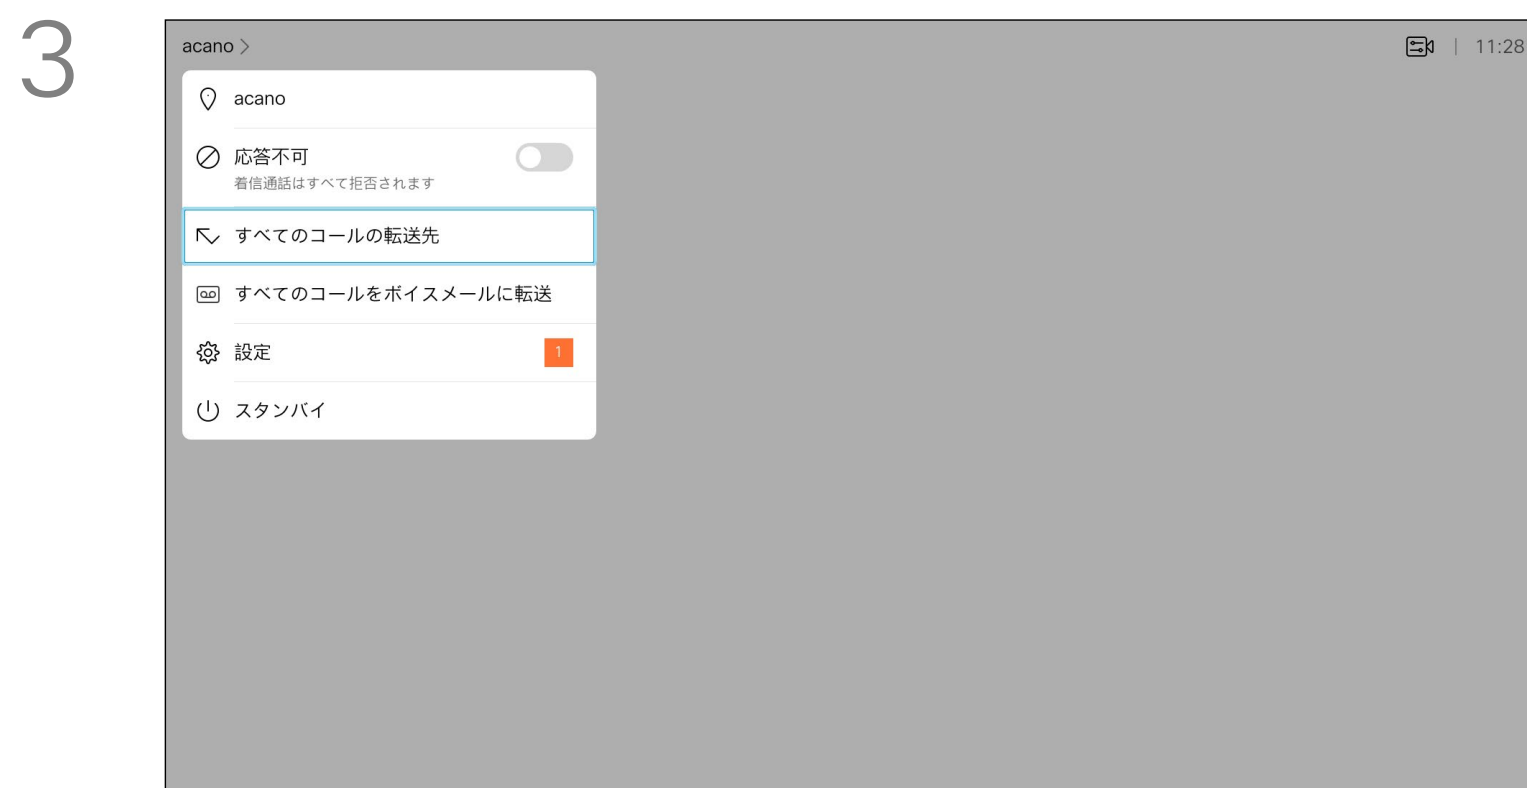 3
acano >
11:28
acano
応答不可
着信通話はすべて拒否されます
すべてのコールの転送先
すべてのコールをボイスメールに転送
設定
1
スタンバイ